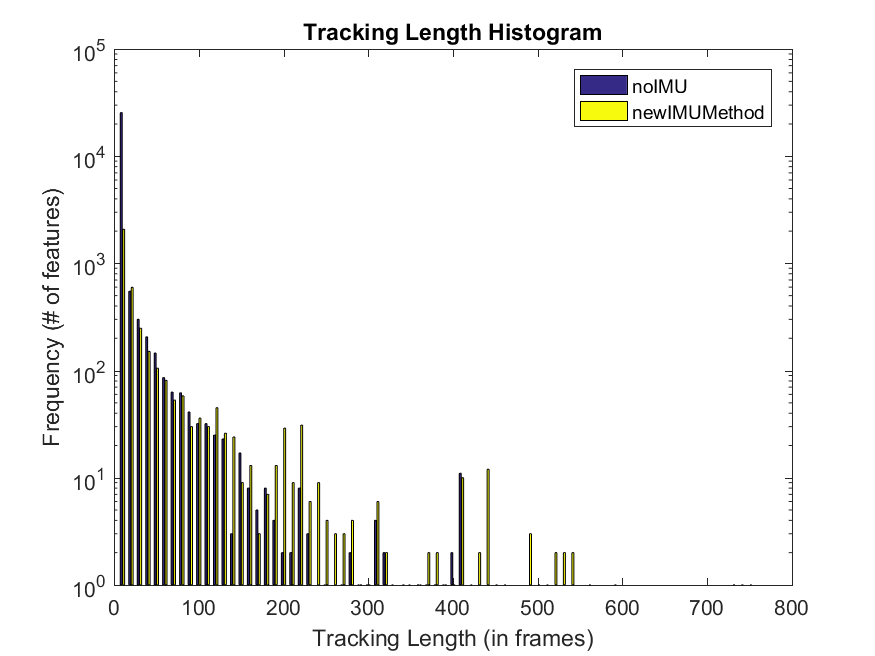 Tracking Length Histogram
10^5
10^4
10^3
10^2
10^1
10^0
Frequency (# of features)
noIMU
newIMUMethod
0 100 200 300 400 500 600 700 800
Tracking Length (in frames)